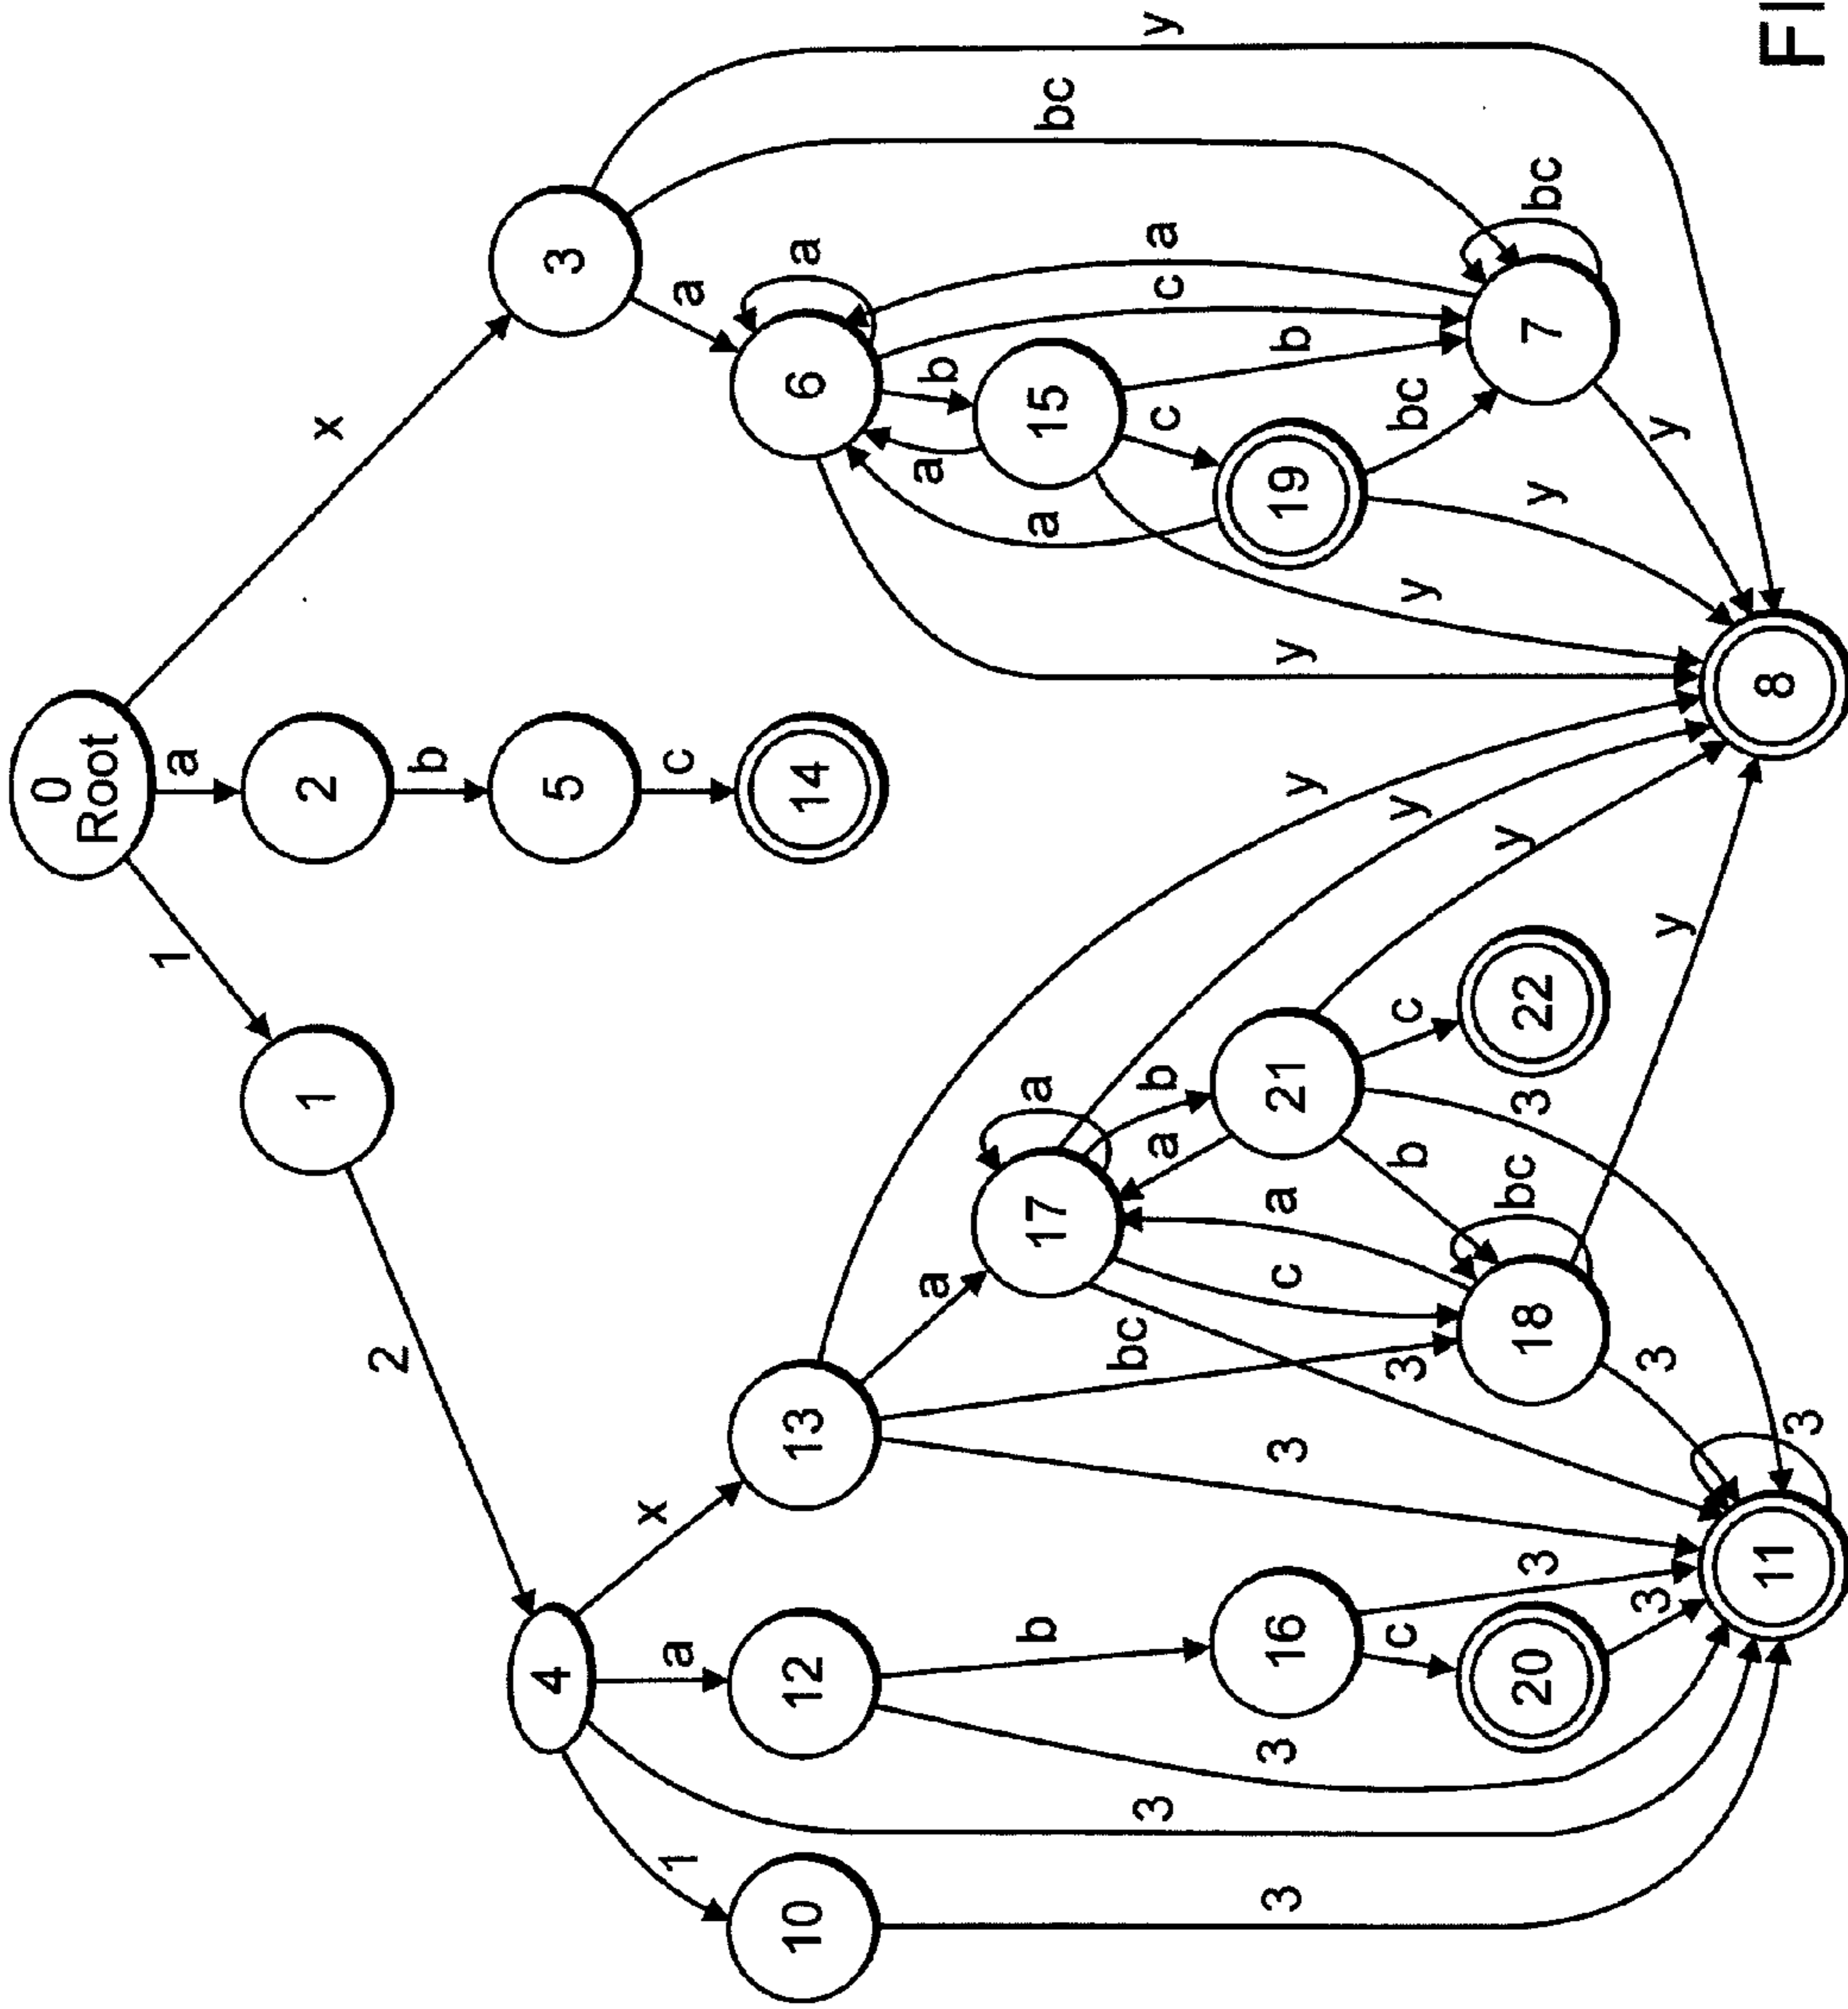 0
Root
1 a x
1 2
2 b
4 5 3
1 a x c a
10 12 13 14 6 a
a a b
b 17 a a 15 bc
3 bc b c c a y
3 3 16 3 c a 21 y y 19 b
c 3 b y y bc
20 3 18 bc 3 22 y y 7 bc
3 3 y y
11 3 8
FI